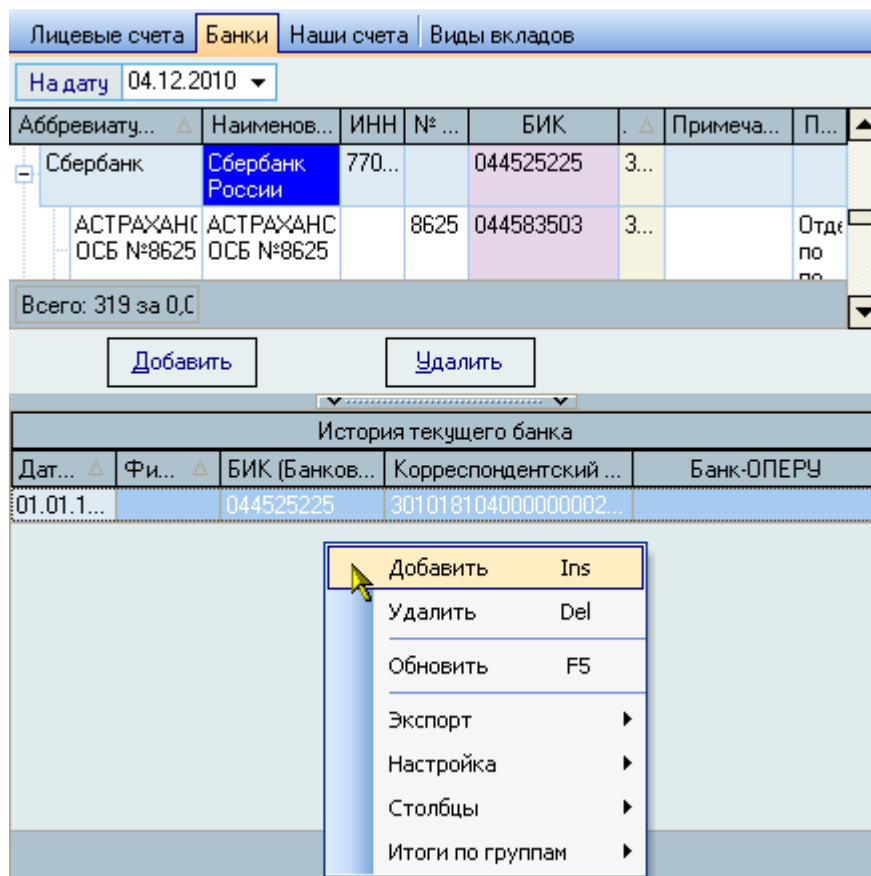 Лицевые счета Банки Наши счета Виды вкладов
На дату 04.12.2010
Аббревиату... Наименов... ИНН № ... БИК . Примеча... П...
Сбербанк Сбербанк России 770... 044525225 3...
АСТРАХАНС ОСБ №8625 АСТРАХАНС ОСБ №8625 8625 044583503 3... Отде по
Всего: 319 за 0,0
Добавить Удалить
История текущего банка
Дат... Фи... БИК (Банков... Корреспондентский ... Банк-ОПЕРУ
01.01.1... 044525225 301018104000000002...
Добавить Ins
Удалить Del
Обновить F5
Экспорт
Настройка
Столбцы
Итоги по группам